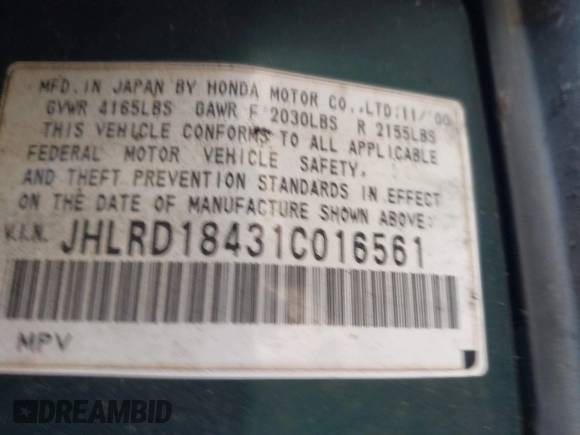 MFD.IN JAPAN BY HONDA MOTOR CO.,LTD:11/'00
GVWR 4165LBS GAWR F 2030LBS R 2155LBS
THIS VEHICLE CONFORMS TO ALL APPLICABLE
FEDERAL MOTOR VEHICLE SAFETY,
AND THEFT PREVENTION STANDARDS IN EFFECT
ON THE DATE OF MANUFACTURE SHOWN ABOVE:
V.I.N. JHLRD18431C016561
MPV
DREAMBID